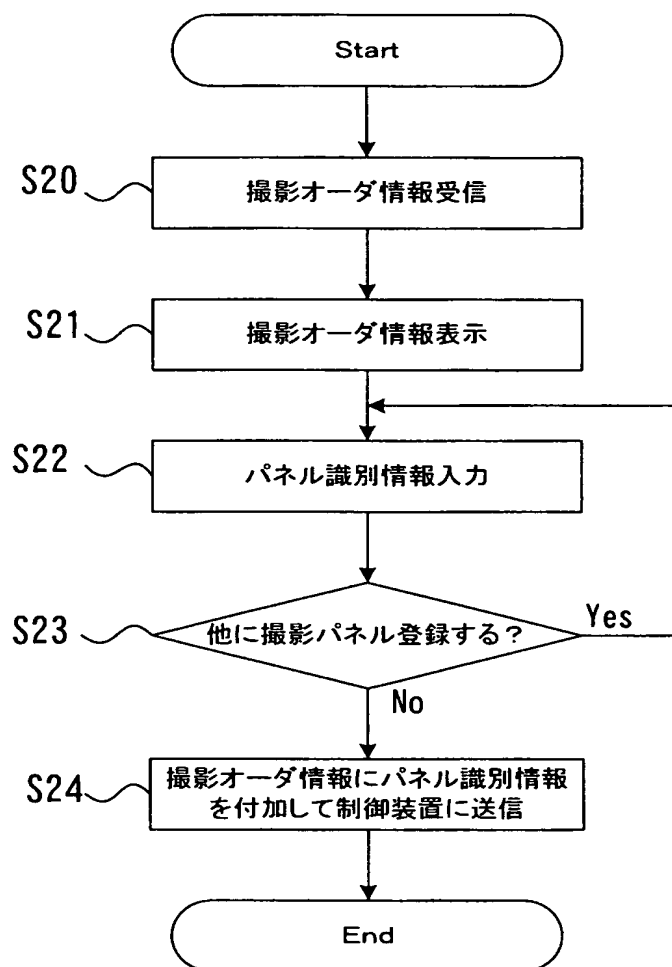 Start
S20
撮影オーダ情報受信
S21
撮影オーダ情報表示
S22
パネル識別情報入力
S23
他に撮影パネル登録する?
Yes
No
S24
撮影オーダ情報にパネル識別情報
を付加して制御装置に送信
End